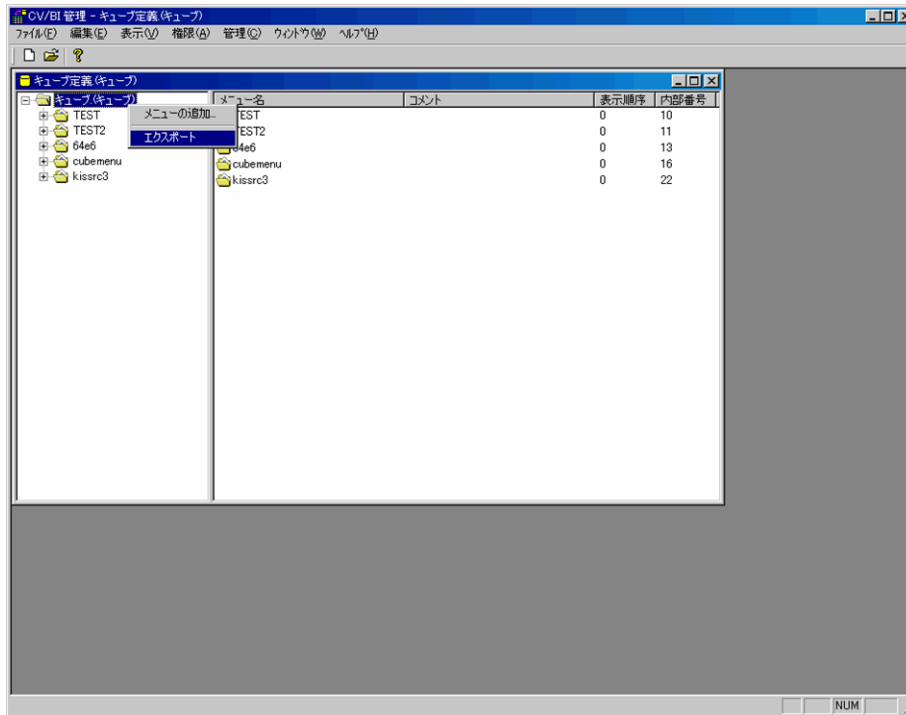 CV/BI 管理 - キューブ定義(キューブ)
ファイル(F) 編集(E) 表示(V) 権限(A) 管理(C) ウィンドウ(W) ヘルプ(H)
キューブ定義(キューブ)
キューブ(キューブ)
TEST
TEST2
64e6
cubemenu
kissrc3
メニューの追加...
エクスポート
メニュー名 コメント 表示順序 内部番号
TEST 0 10
TEST2 0 11
64e6 0 13
cubemenu 0 16
kissrc3 0 22
NUM